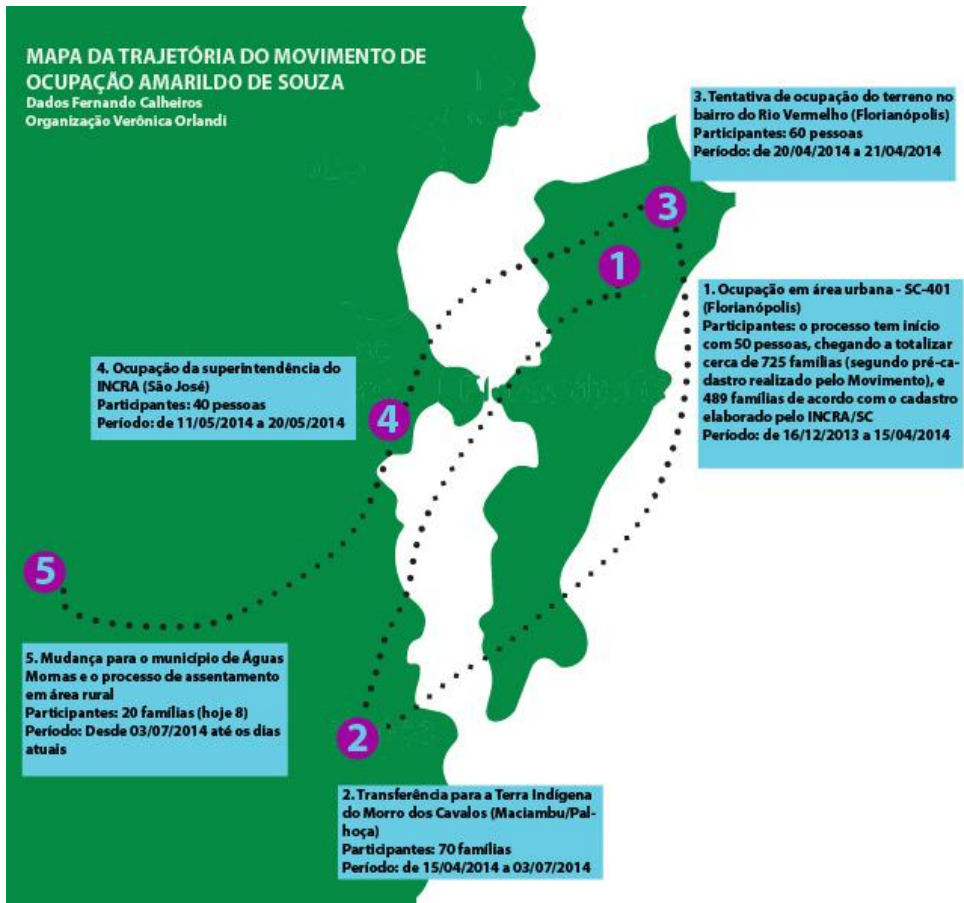 MAPA DA TRAJETÓRIA DO MOVIMENTO DE
OCUPAÇÃO AMARILDO DE SOUZA
Dados Fernando Calheiros
Organização Verônica Orlandi
3. Tentativa de ocupação do terreno no
bairro do Rio Vermelho (Florianópolis)
Participantes: 60 pessoas
Período: de 20/04/2014 a 21/04/2014
3
1
1. Ocupação em área urbana - SC-401
(Florianópolis)
Participantes: o processo tem início
com 50 pessoas, chegando a totalizar
cerca de 725 famílias (segundo pré-ca-
dastro realizado pelo Movimento), e
489 famílias de acordo com o cadastro
elaborado pelo INCRA/SC
Período: de 16/12/2013 a 15/04/2014
4. Ocupação da superintendência do
INCRA (São José)
Participantes: 40 pessoas
Período: de 11/05/2014 a 20/05/2014
4
5
5. Mudança para o município de Águas
Mornas e o processo de assentamento
em área rural
Participantes: 20 famílias (hoje 8)
Período: Desde 03/07/2014 até os dias
atuais
2
2. Transferência para a Terra Indígena
do Morro dos Cavalos (Maciambu/Pal-
hoça)
Participantes: 70 famílias
Período: de 15/04/2014 a 03/07/2014